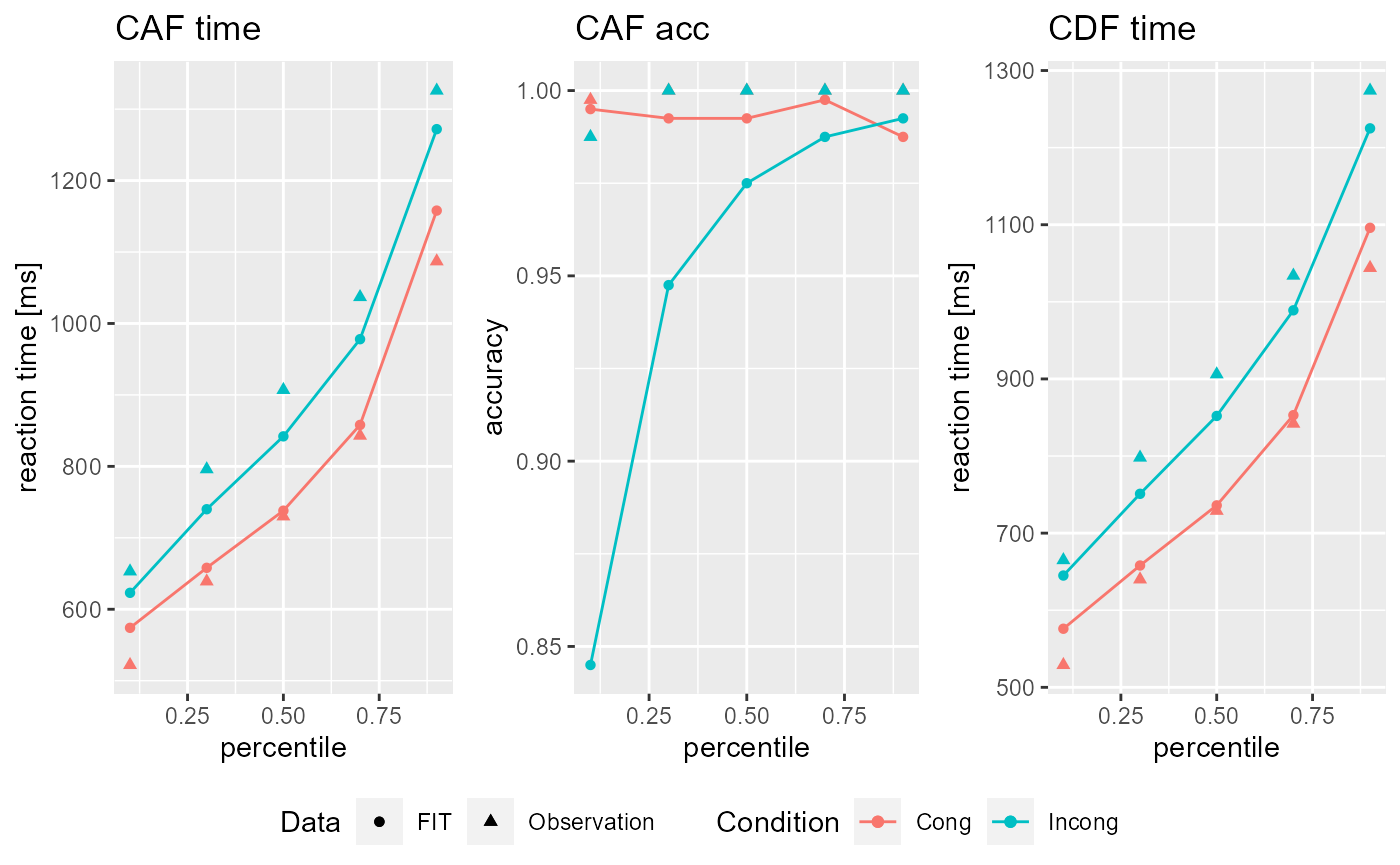 CAF time
CAF acc
CDF time
reaction time [ms]
1200
1000
800
600
0.25
0.50
0.75
percentile
accuracy
1.00
0.95
0.90
0.85
0.25
0.50
0.75
percentile
reaction time [ms]
1300
1100
900
700
500
0.25
0.50
0.75
percentile
Data
FIT
Observation
Condition
Cong
Incong